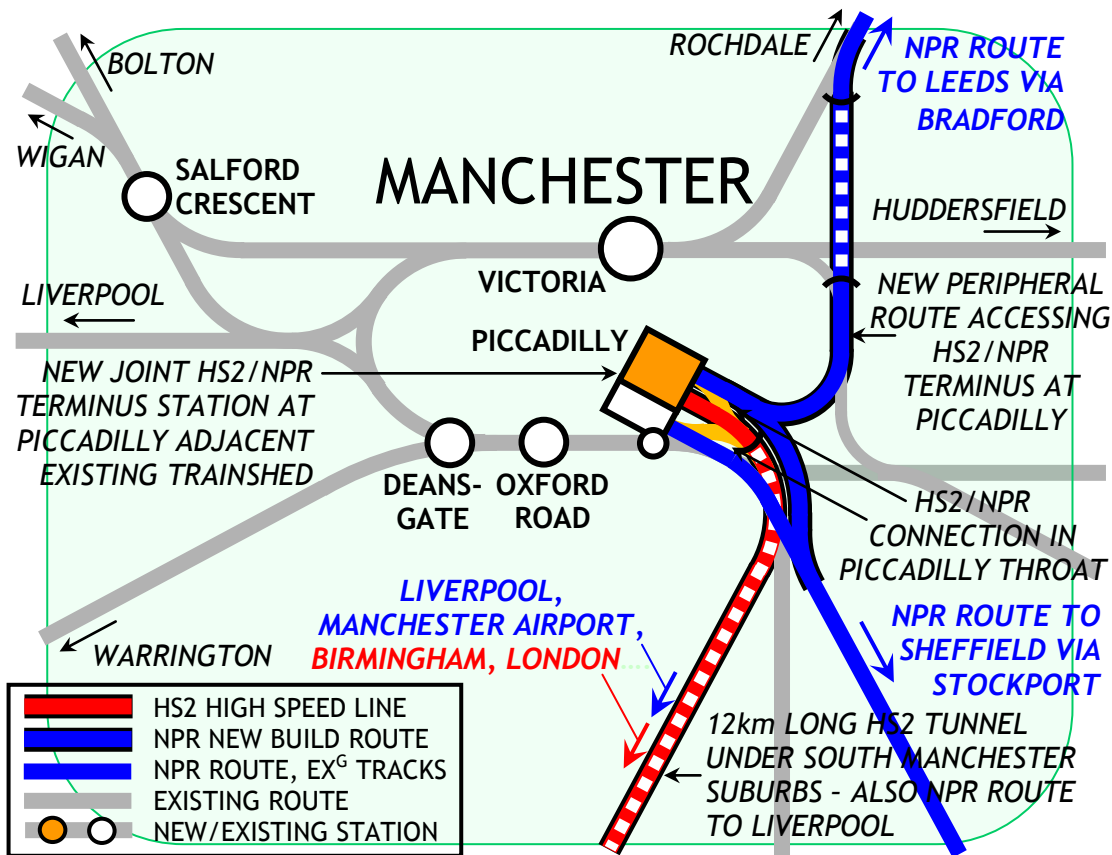 BOLTON
WIGAN
SALFORD
CRESCENT
MANCHESTER
ROCHDALE
NPR ROUTE
TO LEEDS VIA
BRADFORD
HUDDERSFIELD
LIVERPOOL
VICTORIA
PICCADILLY
NEW PERIPHERAL
ROUTE ACCESSING
HS2/NPR
TERMINUS AT
PICCADILLY
NEW JOINT HS2/NPR
TERMINUS STATION AT
PICCADILLY ADJACENT
EXISTING TRAINSHED
DEANS-
GATE
OXFORD
ROAD
HS2/NPR
CONNECTION IN
PICCADILLY THROAT
WARRINGTON
LIVERPOOL,
MANCHESTER AIRPORT,
BIRMINGHAM, LONDON....
NPR ROUTE TO
SHEFFIELD VIA
STOCKPORT
12km LONG HS2 TUNNEL
UNDER SOUTH MANCHESTER
SUBURBS - ALSO NPR ROUTE
TO LIVERPOOL
HS2 HIGH SPEED LINE
NPR NEW BUILD ROUTE
NPR ROUTE, EXᴳ TRACKS
EXISTING ROUTE
NEW/EXISTING STATION